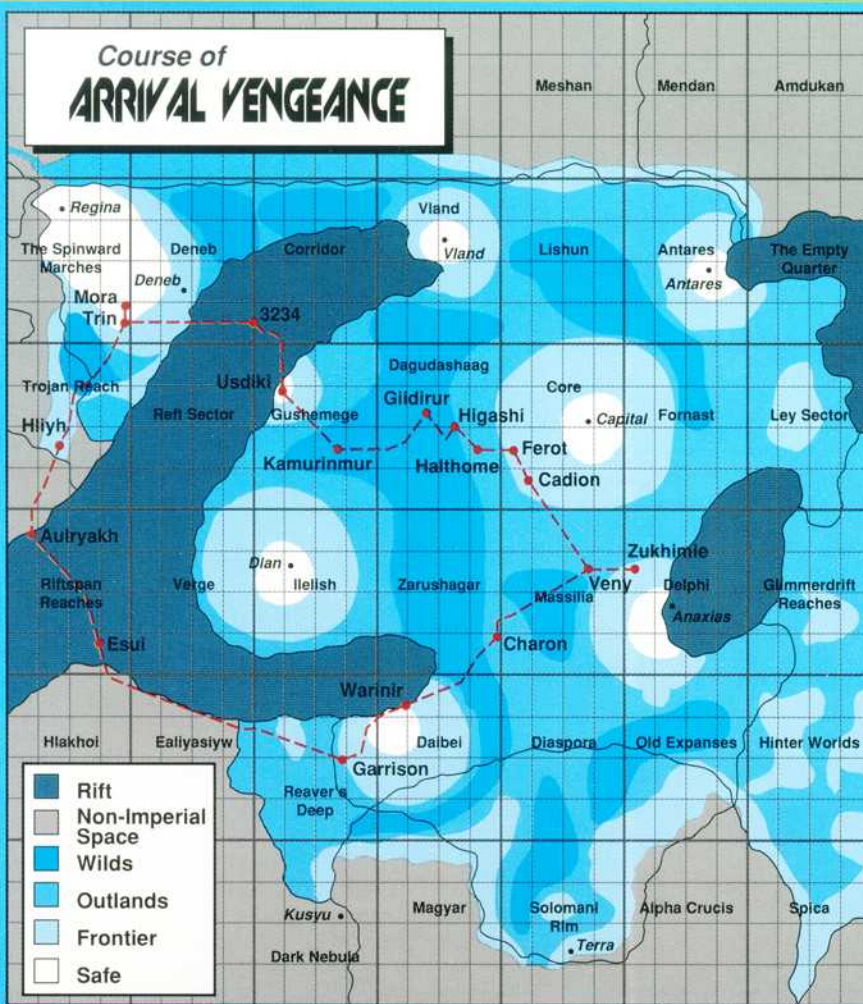 Course of
ARRIVAL VENGEANCE
Meshan
Mendan
Amdukan
Regina
Vland
The Spinward
Marches
Deneb
Corridor
Vland
Lishun
Antares
The Empty
Quarter
Deneb
Antares
Mora
Trin
3234
Dagudashaag
Trojan Reach
Usdiki
Core
Reft Sector
Gushemege
Gildirur
Higashi
Capital
Fornast
Ley Sector
Hliyh
Kamurinmur
Halthome
Ferot
Cadion
Aulryakh
Dlan
Zukhimie
Riftspan
Reaches
Verge
Ilelish
Zarushagar
Veny
Massilia
Delphi
Glimmerdrift
Reaches
Anaxias
Esui
Charon
Warinir
Hlakhoi
Ealiyasiyw
Daibei
Diaspora
Old Expanses
Hinter Worlds
Garrison
Reaver's
Deep
Rift
Non-Imperial
Space
Wilds
Outlands
Frontier
Safe
Kusyu
Magyar
Solomani
Rim
Alpha Crucis
Spica
Terra
Dark Nebula